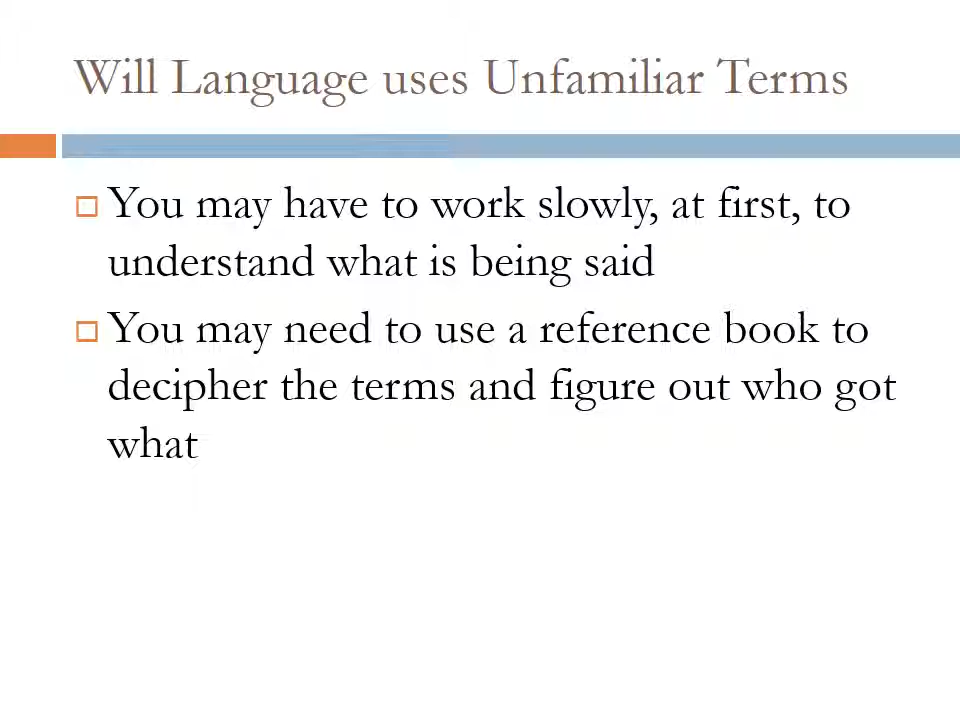 Will Language uses Unfamiliar Terms
You may have to work slowly, at first, to
understand what is being said
You may need to use a reference book to
decipher the terms and figure out who got
what